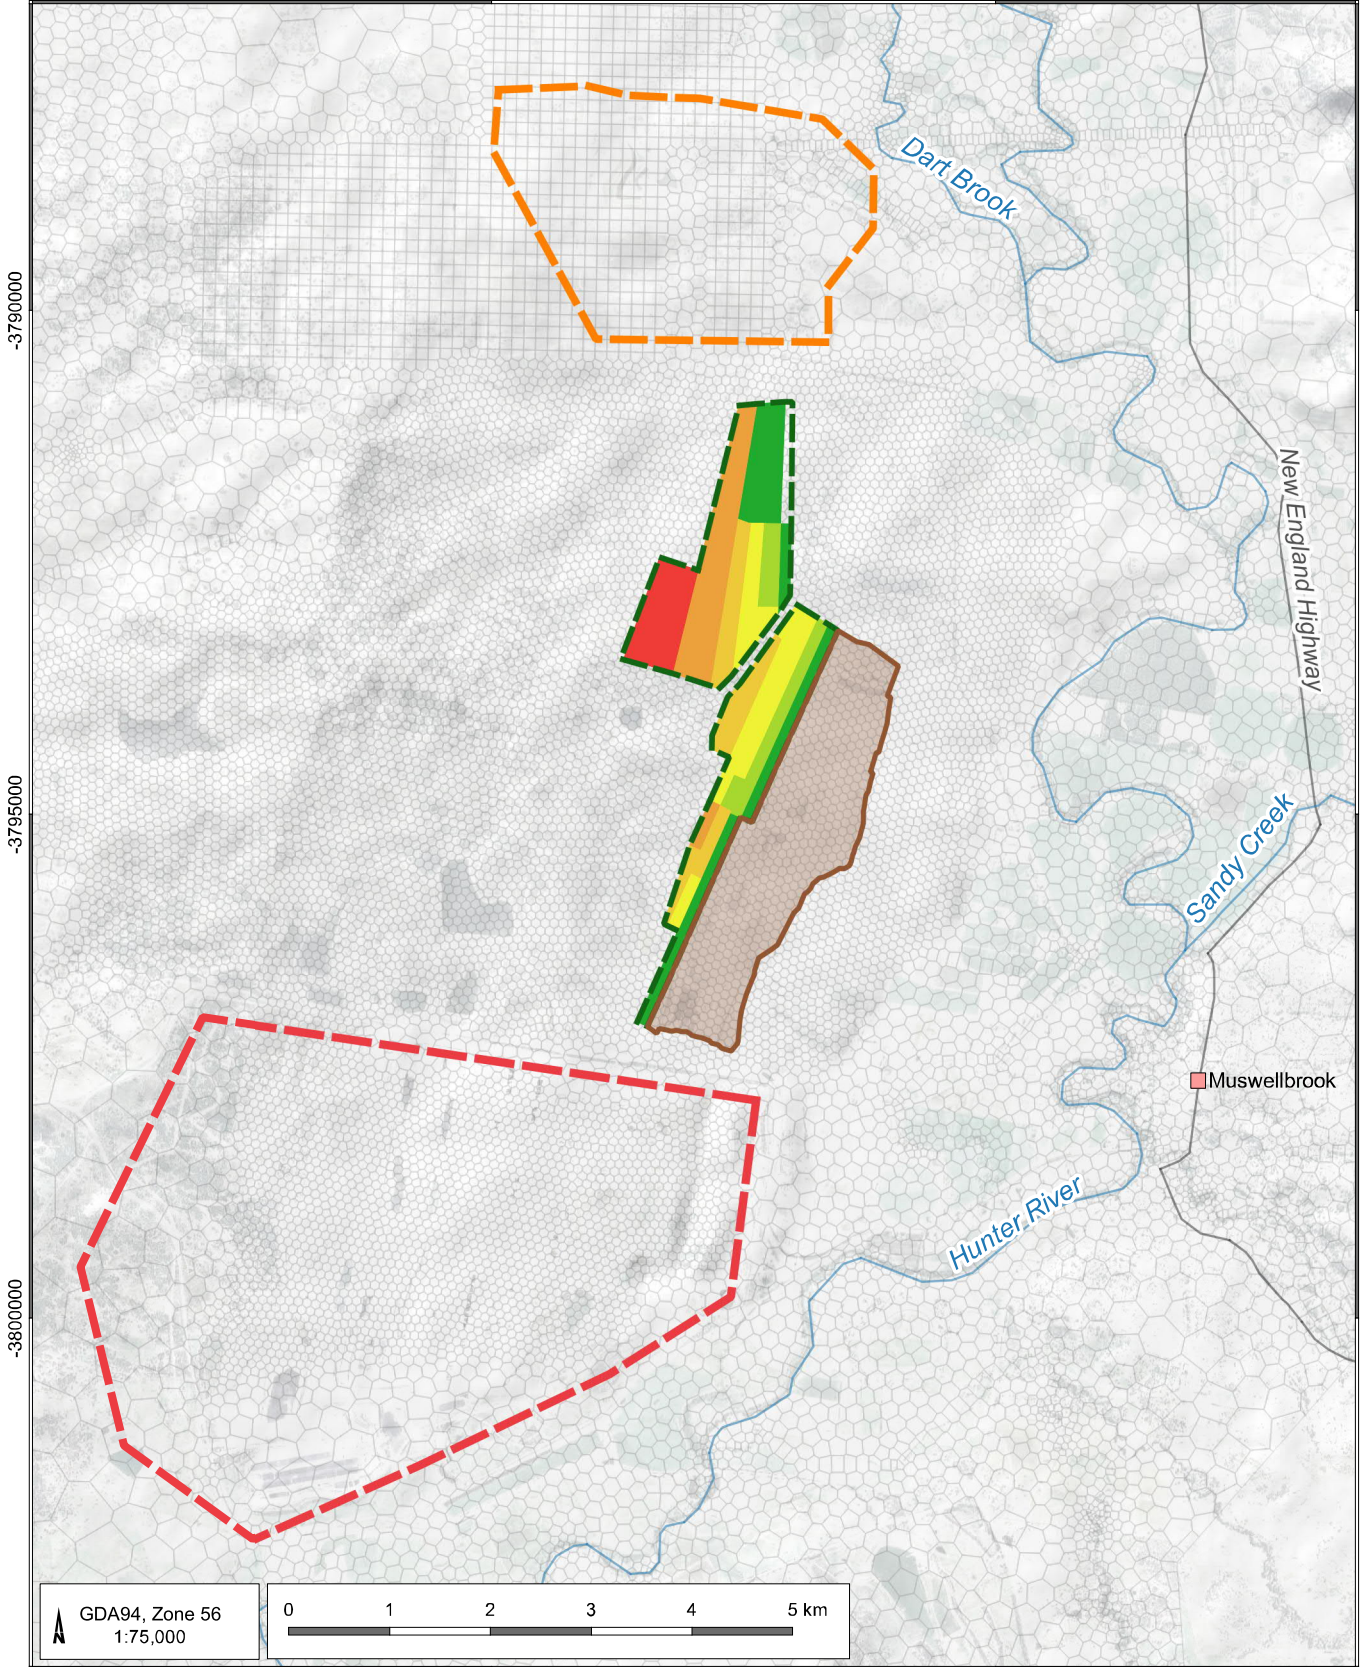 Dart Brook
-3790000
New England Highway
-3795000
Sandy Creek
Muswellbrook
Hunter River
-3800000
GDA94, Zone 56
1:75,000
N
0 1 2 3 4 5 km